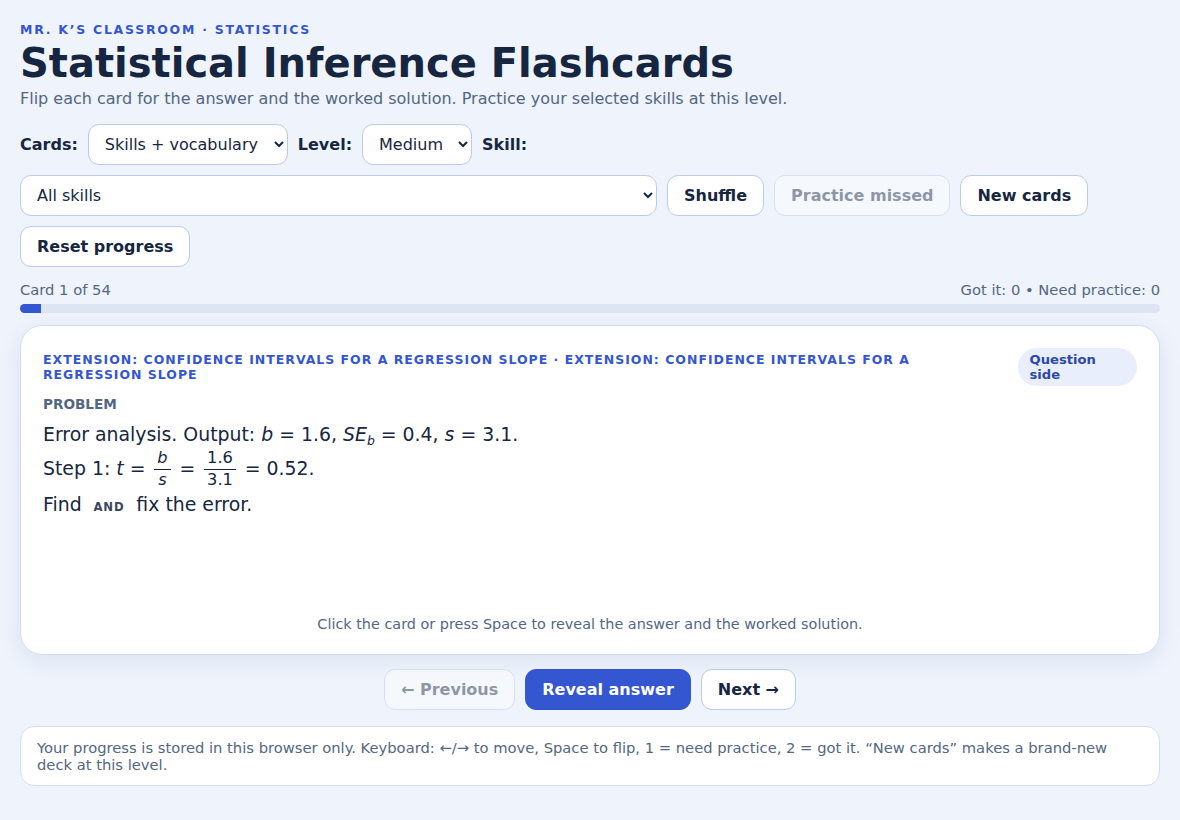 MR. K’S CLASSROOM · STATISTICS
Statistical Inference Flashcards
Flip each card for the answer and the worked solution. Practice your selected skills at this level.
Cards: Skills + vocabulary Level: Medium Skill:
All skills Shuffle Practice missed New cards
Reset progress
Card 1 of 54 Got it: 0 • Need practice: 0
EXTENSION: CONFIDENCE INTERVALS FOR A REGRESSION SLOPE · EXTENSION: CONFIDENCE INTERVALS FOR A
REGRESSION SLOPE
Question
side
PROBLEM
Error analysis. Output: b = 1.6, SE_b = 0.4, s = 3.1.
Step 1: t = b/s = 1.6/3.1 = 0.52.
Find AND fix the error.
Click the card or press Space to reveal the answer and the worked solution.
← Previous Reveal answer Next →
Your progress is stored in this browser only. Keyboard: ←/→ to move, Space to flip, 1 = need practice, 2 = got it. “New cards” makes a brand-new
deck at this level.